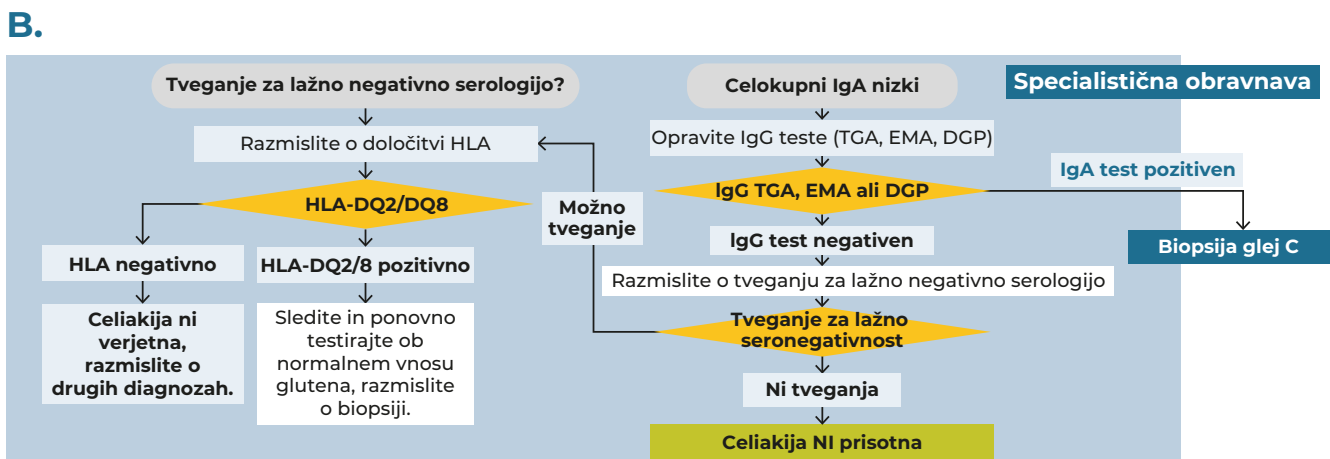 B.
Tveganje za lažno negativno serologijo?
Razmislite o določitvi HLA
HLA-DQ2/DQ8
HLA negativno
HLA-DQ2/8 pozitivno
Celiakija ni
verjetna,
razmislite o
drugih diagnozah.
Sledite in ponovno
testirajte ob
normalnem vnosu
glutena, razmislite
o biopsiji.
Možno
tveganje
Celokupni IgA nizki
Opravite IgG teste (TGA, EMA, DGP)
IgG TGA, EMA ali DGP
IgG test negativen
Razmislite o tveganju za lažno negativno serologijo
Tveganje za lažno
seronegativnost
Ni tveganja
Celiakija NI prisotna
Specialistična obravnava
IgA test pozitiven
Biopsija glej C